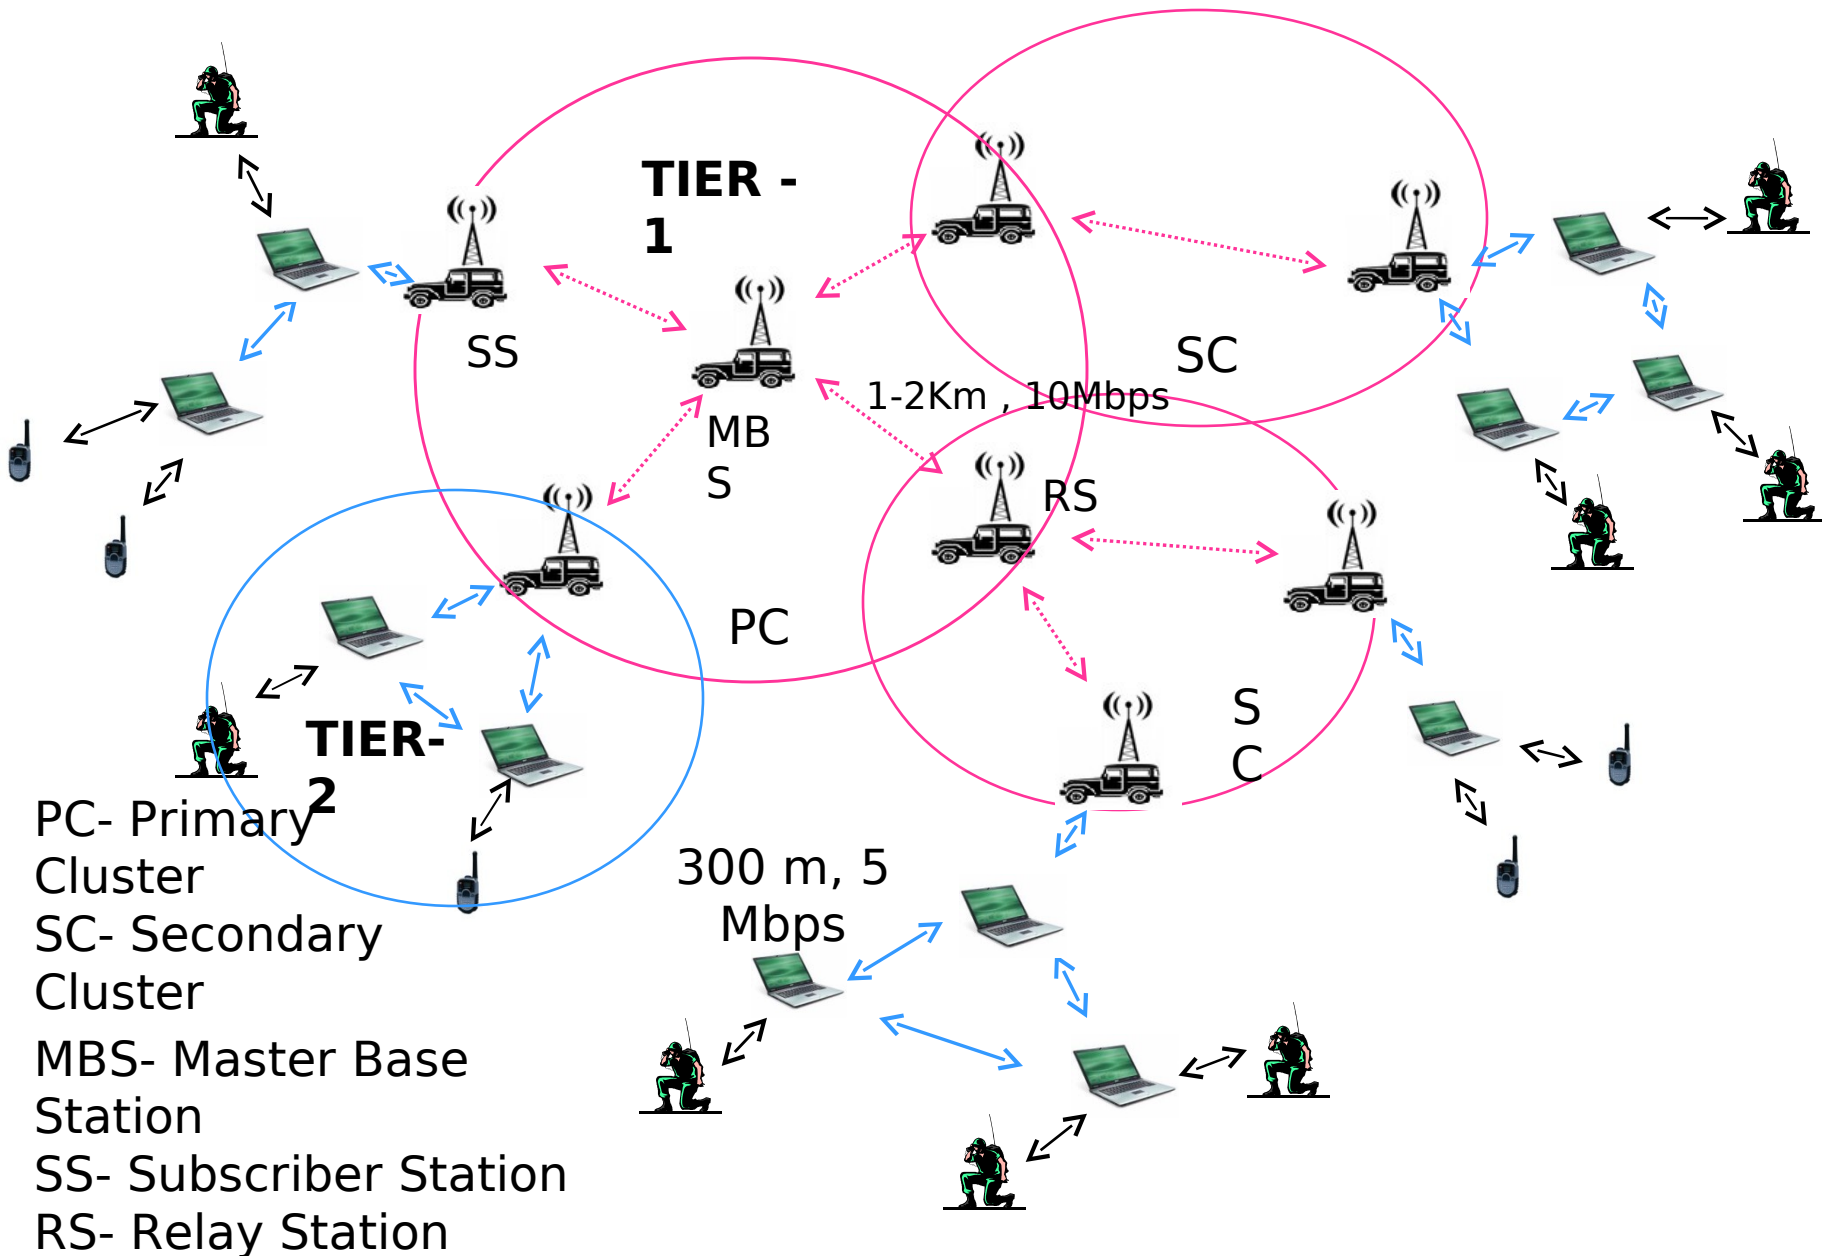 TIER -
1
SS
MB
S
1-2Km , 10Mbps
SC
RS
PC
S
C
TIER-
2
300 m, 5
Mbps
PC- Primary
Cluster
SC- Secondary
Cluster
MBS- Master Base
Station
SS- Subscriber Station
RS- Relay Station